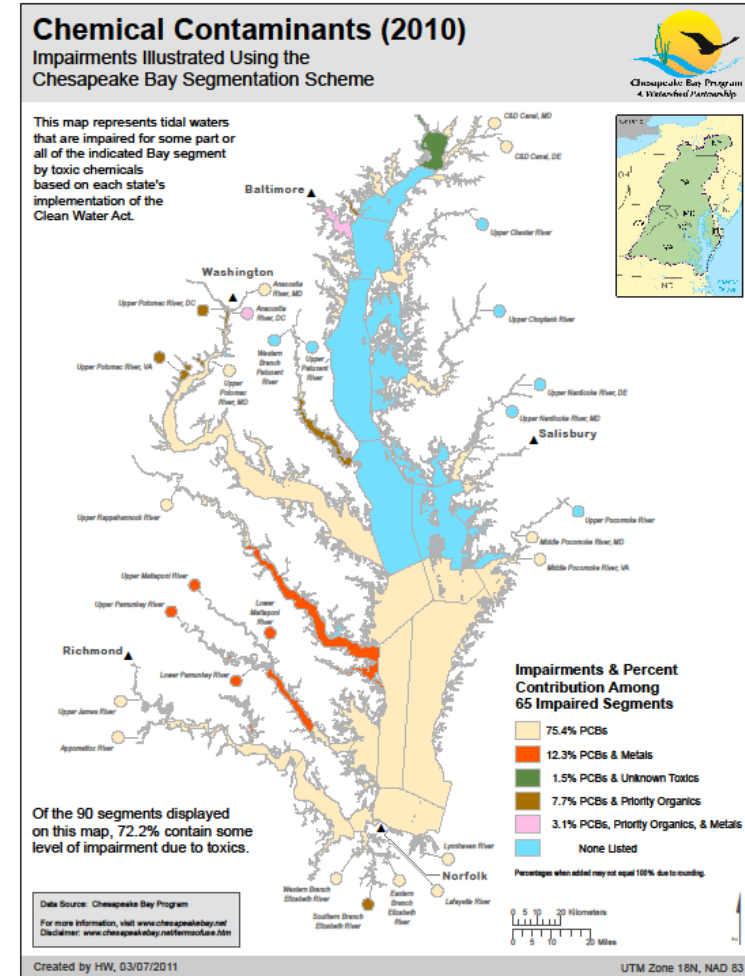 Chemical Contaminants (2010)
Impairments Illustrated Using the
Chesapeake Bay Segmentation Scheme
Chesapeake Bay Program
A Watershed Partnership
This map represents tidal waters
that are impaired for some part or
all of the indicated Bay segment
by toxic chemicals
based on each state's
implementation of the
Clean Water Act.
C&D Canal, MD
C&D Canal, DE
Baltimore
Upper Chester River
Washington
Anacostia
River, MD
Upper Potomac River, DC
Anacostia
River, DC
Upper Choptank River
Western
Branch
Patuxent
River
Upper
Patuxent
River
Upper Potomac River, VA
Upper
Potomac
River, MD
Upper Nanticoke River, DE
Upper Nanticoke River, MD
Salisbury
Upper Rappahannock River
Upper Pocomoke River
Middle Pocomoke River, MD
Middle Pocomoke River, VA
Upper Mattaponi River
Upper Pamunkey River
Lower
Mattaponi
River
Richmond
Lower Pamunkey River
Upper James River
Appomattox River
Impairments & Percent
Contribution Among
65 Impaired Segments
75.4% PCBs
12.3% PCBs & Metals
1.5% PCBs & Unknown Toxics
7.7% PCBs & Priority Organics
3.1% PCBs, Priority Organics, & Metals
None Listed
Percentages when added may not equal 100% due to rounding.
Of the 90 segments displayed
on this map, 72.2% contain some
level of impairment due to toxics.
Lynnhaven River
Norfolk
Western Branch
Elizabeth River
Southern Branch
Elizabeth River
Eastern
Branch
Elizabeth
River
Lafayette River
Data Source: Chesapeake Bay Program
For more information, visit www.chesapeakebay.net
Disclaimer: www.chesapeakebay.net/termsofuse.htm
0 5 10 20 Kilometers
0 5 10 20 Miles
Created by HW, 03/07/2011
UTM Zone 18N, NAD 83